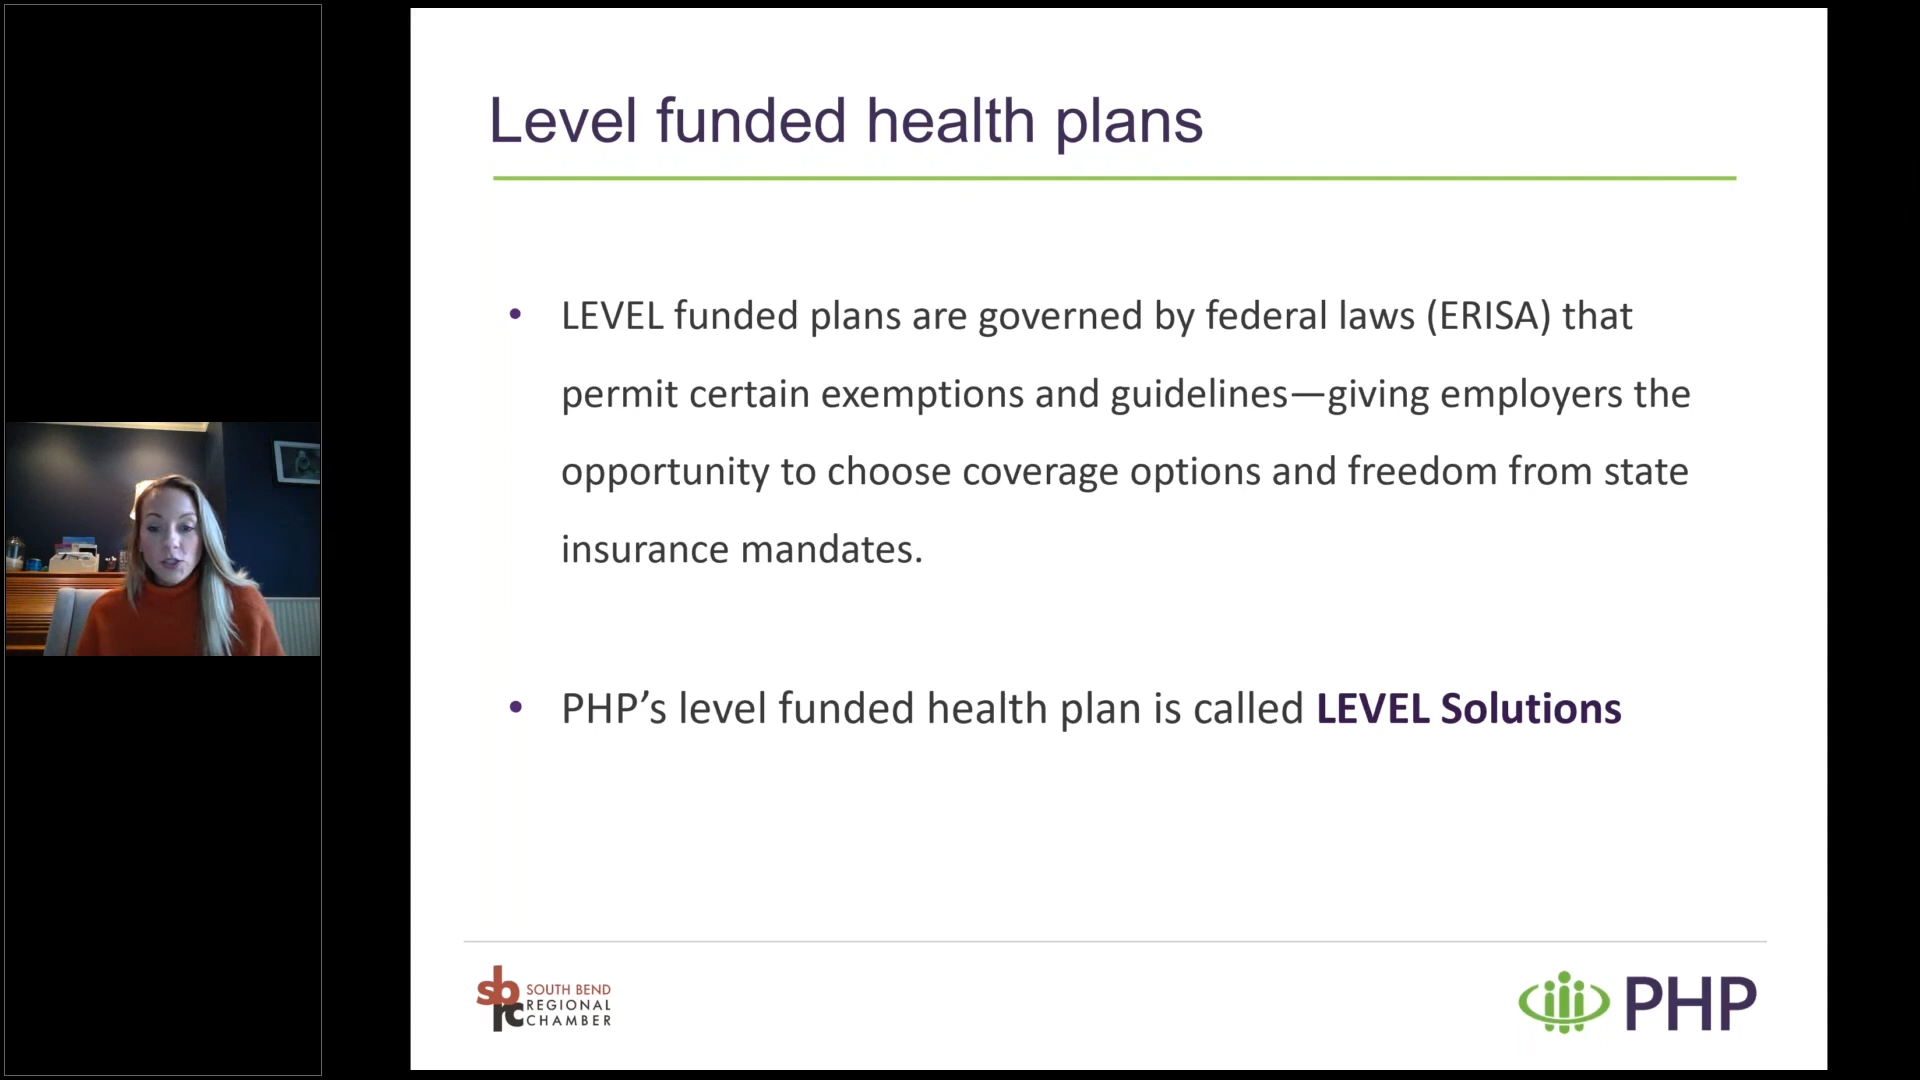 Level funded health plans
• LEVEL funded plans are governed by federal laws (ERISA) that
permit certain exemptions and guidelines—giving employers the
opportunity to choose coverage options and freedom from state
insurance mandates.
• PHP’s level funded health plan is called LEVEL Solutions
sbrc
SOUTH BEND
REGIONAL
CHAMBER
PHP